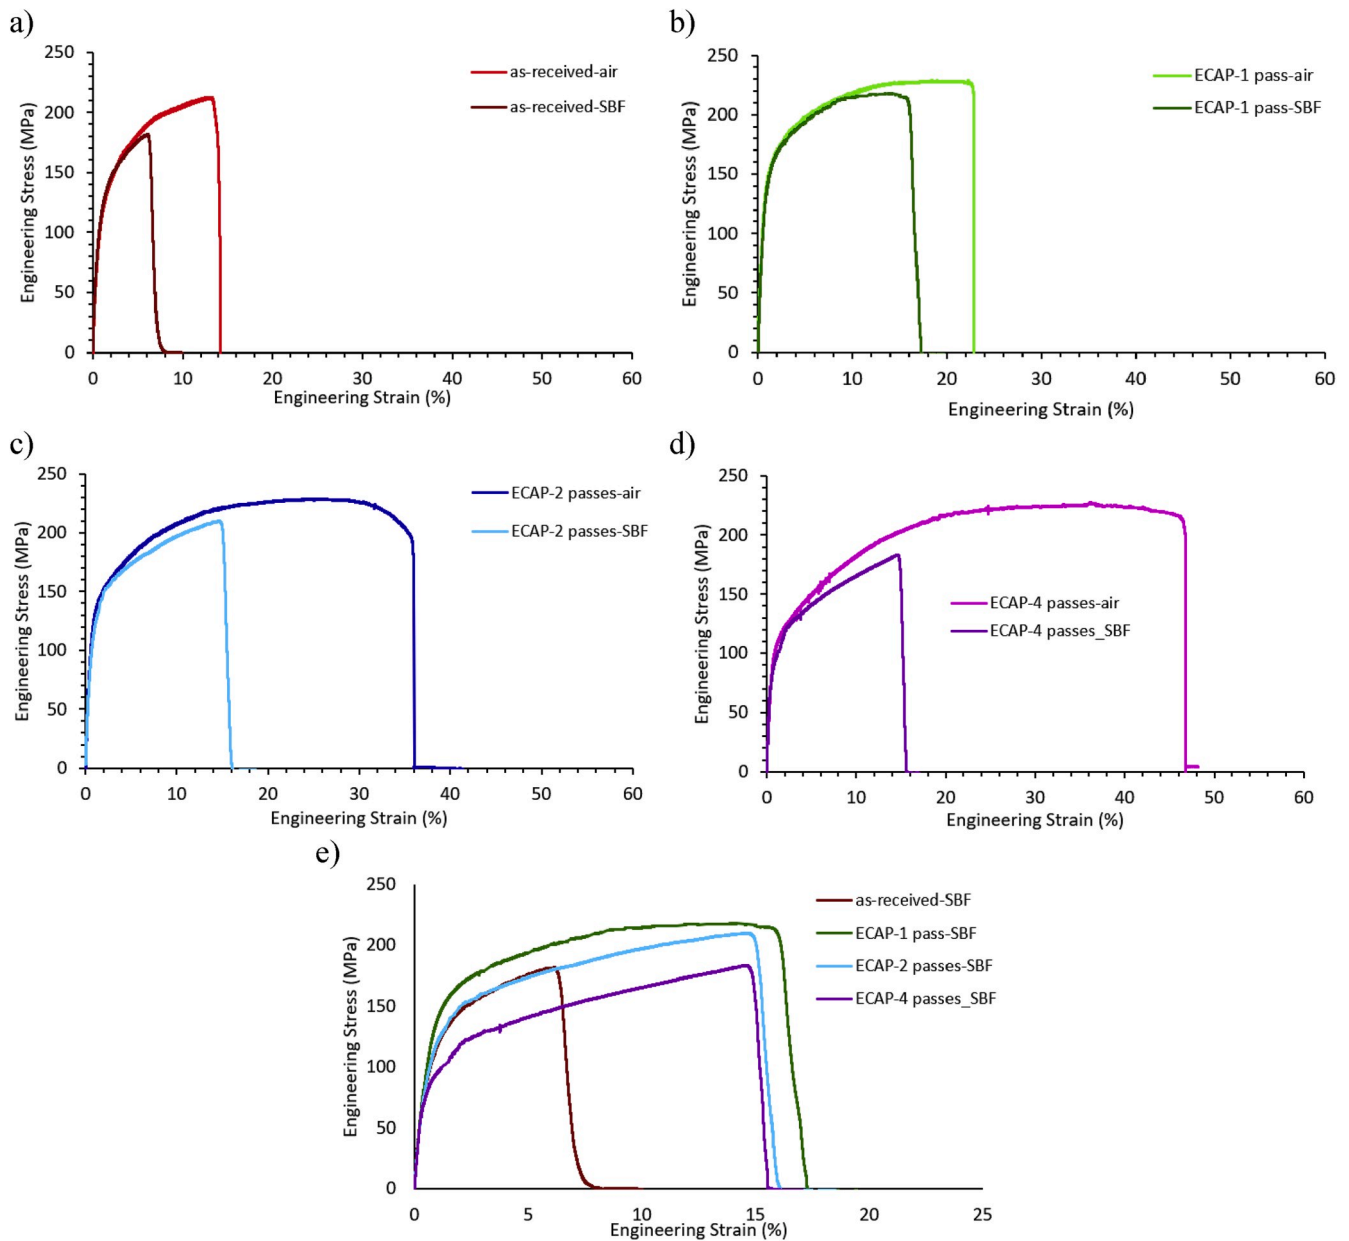 a)
250
200
150
100
50
0
Engineering Stress (MPa)
as-received-air
as-received-SBF
0 10 20 30 40 50 60
Engineering Strain (%)
b)
250
200
150
100
50
0
Engineering Stress (MPa)
ECAP-1 pass-air
ECAP-1 pass-SBF
0 10 20 30 40 50 60
Engineering Strain (%)
c)
250
200
150
100
50
0
Engineering Stress (MPa)
ECAP-2 passes-air
ECAP-2 passes-SBF
0 10 20 30 40 50 60
Engineering Strain (%)
d)
250
200
150
100
50
0
Engineering Stress (MPa)
ECAP-4 passes-air
ECAP-4 passes_SBF
0 10 20 30 40 50 60
Engineering Strain (%)
e)
250
200
150
100
50
0
Engineering Stress (MPa)
as-received-SBF
ECAP-1 pass-SBF
ECAP-2 passes-SBF
ECAP-4 passes_SBF
0 5 10 15 20 25
Engineering Strain (%)